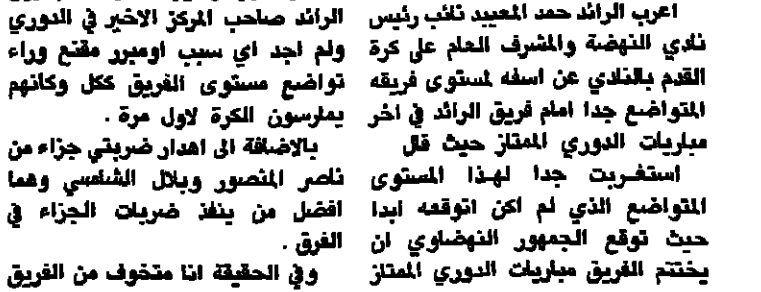 اعرب الرائد حمد المعيبد نائب رئيس
نادي النهضة والمشرف العام على كرة
القدم بالنادي عن اسفه لمستوى فريقه
المتواضع جدا امام فريق الرائد في اخر
مباريات الدوري الممتاز حيث قال
استغربت جدا لهذا المستوى
المتواضع الذي لم اكن اتوقعه ابدا
حيث توقع الجمهور النهضاوي ان
يختتم الفريق مباريات الدوري الممتاز
الرائد صاحب المركز الاخير في الدوري
ولم اجد اي سبب اومبرر مقنع وراء
تواضع مستوى الفريق ككل وكانهم
يمارسون الكرة لاول مرة .
بالاضافة الى اهدار ضربتي جزاء من
ناصر المنصور وبلال الشامسي وهما
افضل من ينفذ ضربات الجزاء في
الفرق .
وفي الحقيقة انا متخوف من الفريق